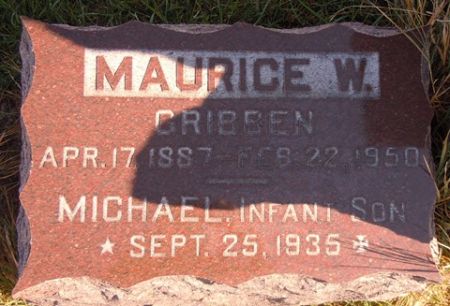 MAURICE W.
GRIBBEN
APR. 17, 1887 - FEB. 22, 1950
MICHAEL, INFANT SON
★ SEPT. 25, 1935 ✠